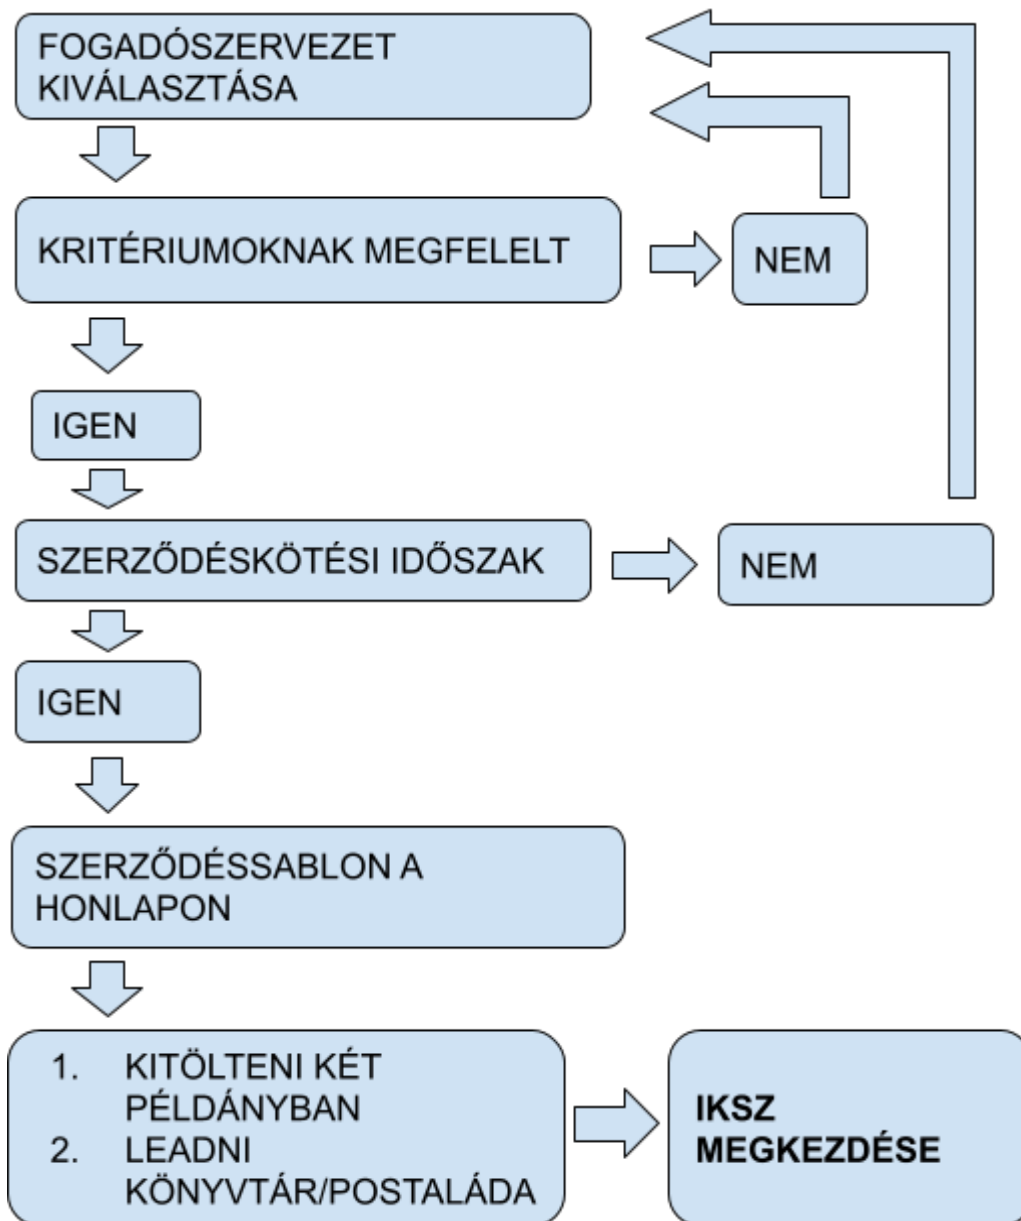 FOGADÓSZERVEZET
KIVÁLASZTÁSA
KRITÉRIUMOKNAK MEGFELELT
NEM
IGEN
SZERZŐDÉSKÖTÉSI IDŐSZAK
NEM
IGEN
SZERZŐDÉSSABLON A
HONLAPON
1. KITÖLTENI KÉT
PÉLDÁNYBAN
2. LEADNI
KÖNYVTÁR/POSTALÁDA
IKSZ
MEGKEZDÉSE